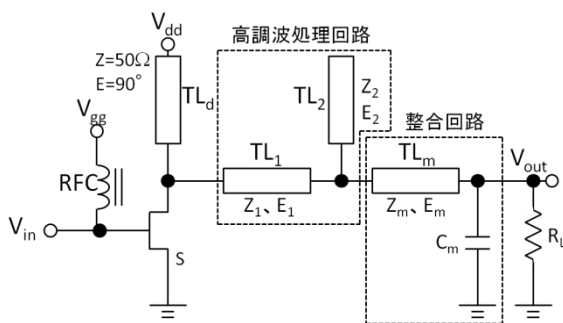 高調波処理回路
V_dd
Z=50Ω
E=90°
TL_d
TL_2
Z_2
E_2
V_gg
整合回路
RFC
TL_1
TL_m
V_out
Z_1、E_1
Z_m、E_m
V_in
C_m
R_L
S